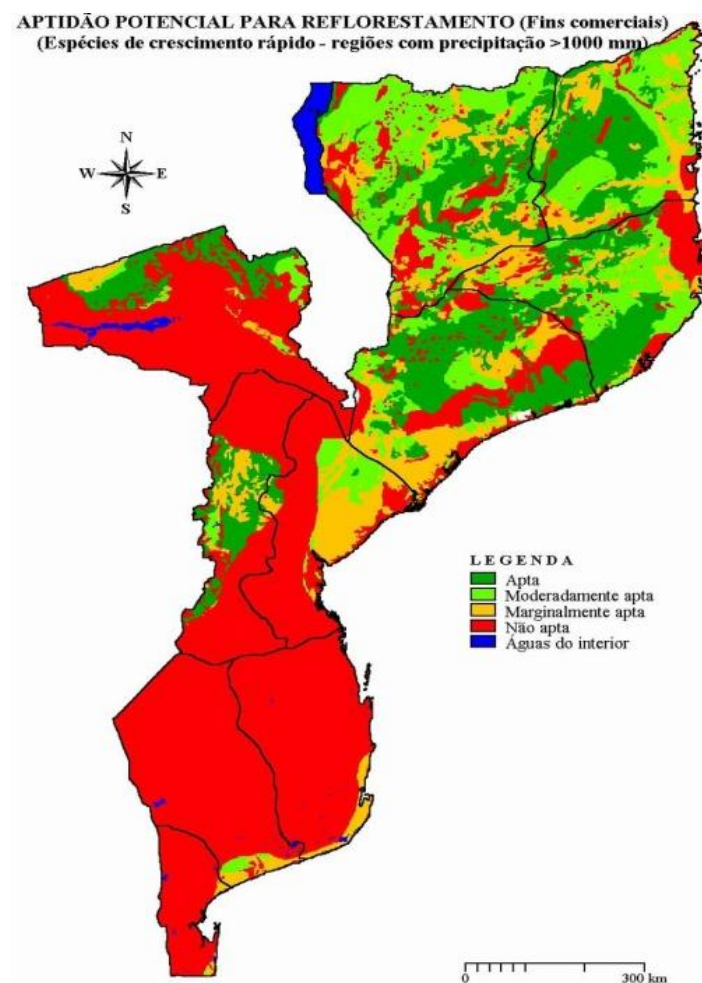 APTIDÃO POTENCIAL PARA REFLORESTAMENTO (Fins comerciais)
(Espécies de crescimento rápido - regiões com precipitação >1000 mm)
N
W E
S
LEGENDA
Apta
Moderadamente apta
Marginalmente apta
Não apta
Águas do interior
0 300 km